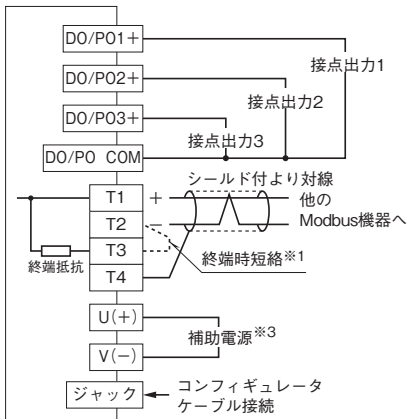 DO/PO1+
接点出力1
DO/PO2+
接点出力2
DO/PO3+
接点出力3
DO/PO COM
シールド付より対線
T1 +
他の
Modbus機器へ
T2 −
T3
終端抵抗
終端時短絡※1
T4
U(+)
補助電源※3
V(−)
ジャック
コンフィギュレータ
ケーブル接続